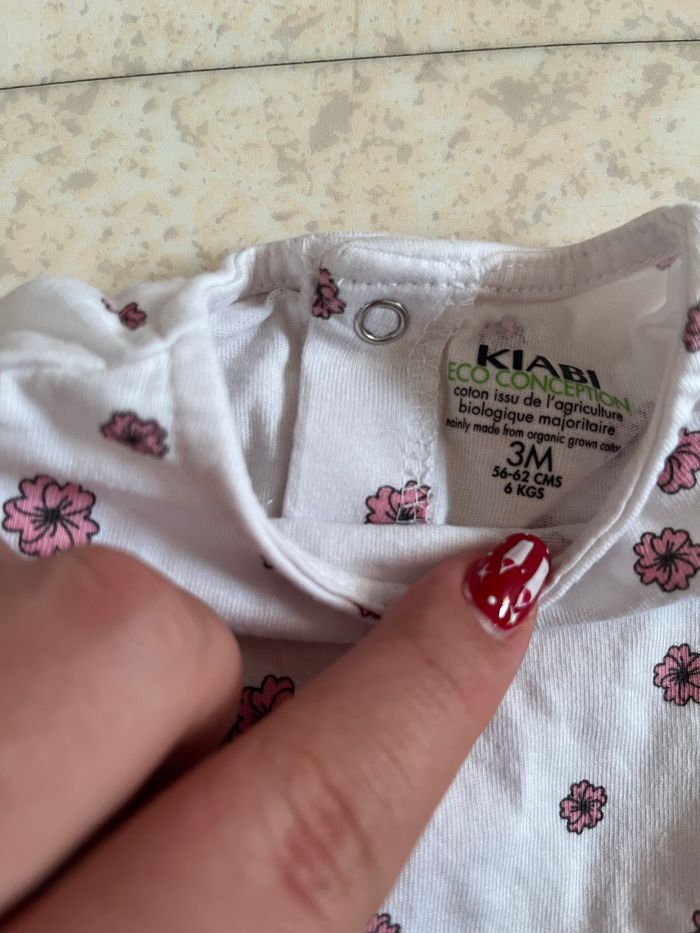 KIABI
ECO CONCEPTION
coton issu de l'agriculture
biologique majoritaire
mainly made from organic grown cotton
3M
56-62 CMS
6 KGS